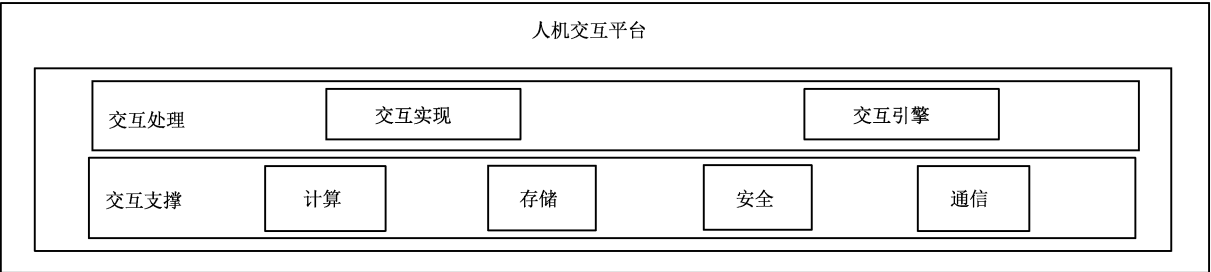 人机交互平台
交互处理
交互实现
交互引擎
交互支撑
计算
存储
安全
通信